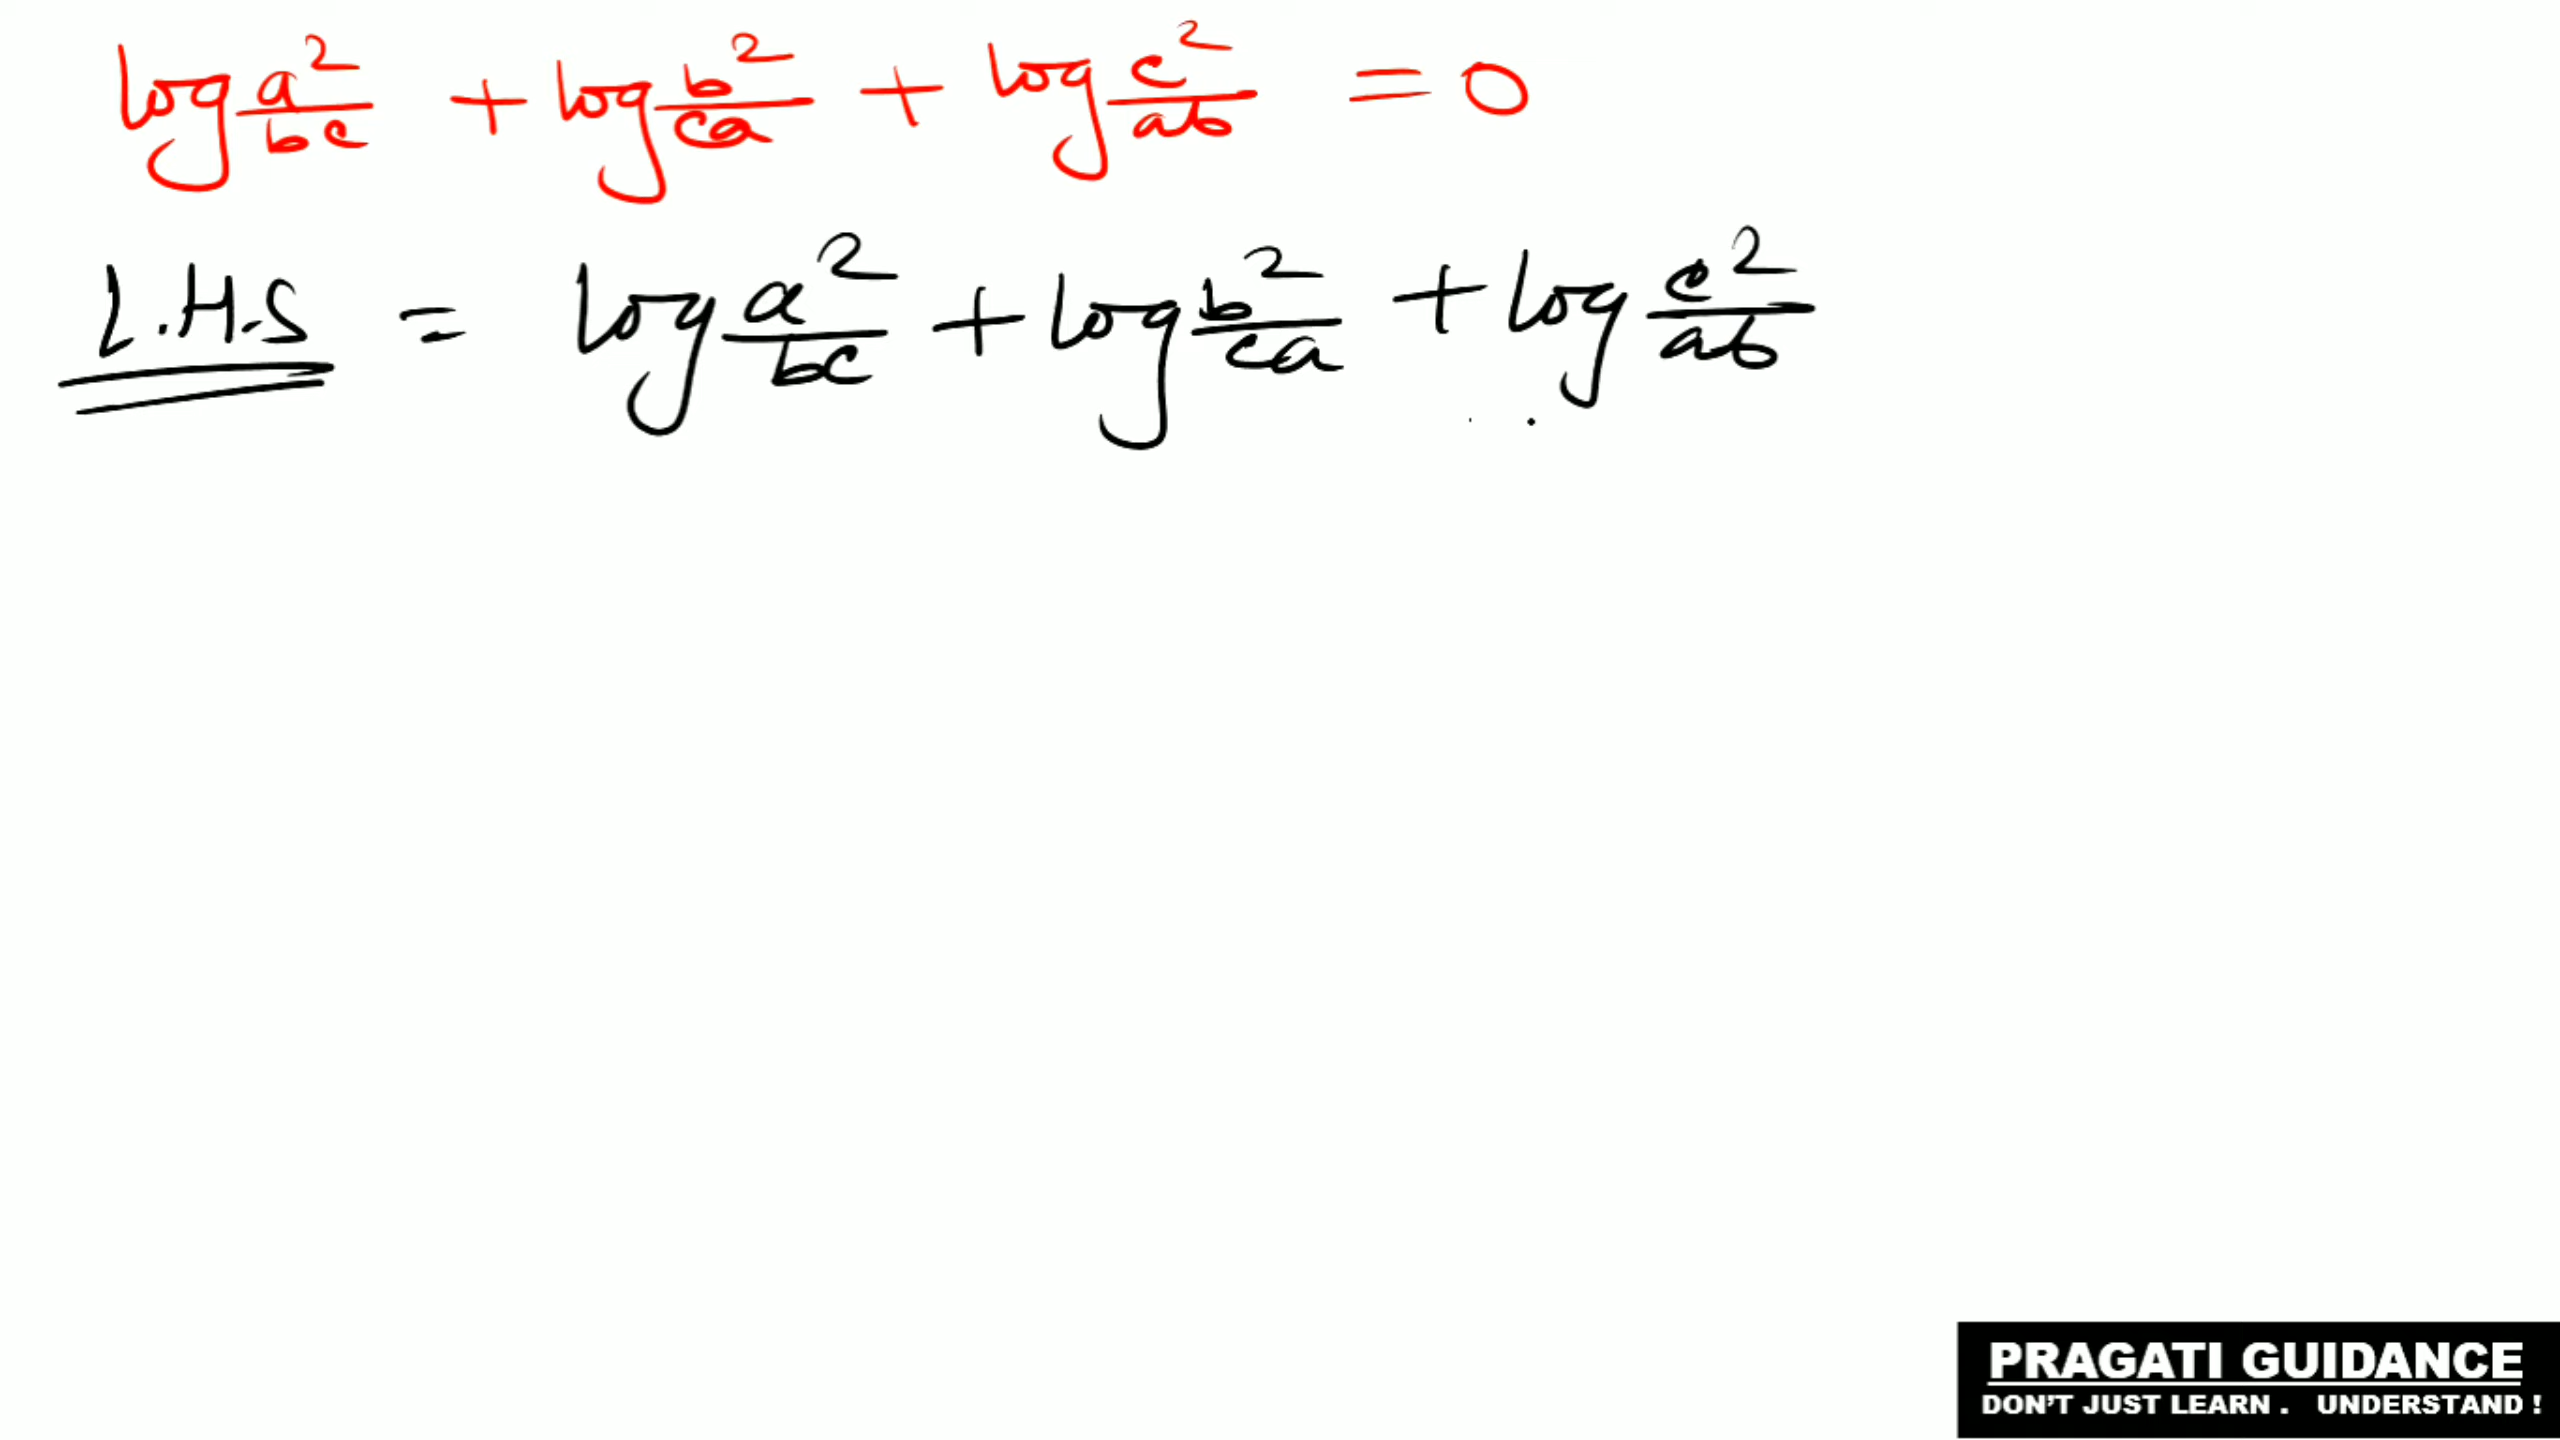 log a²/bc + log b²/ca + log c²/ab = 0
L.H.S = log a²/bc + log b²/ca + log c²/ab
PRAGATI GUIDANCE
DON'T JUST LEARN . UNDERSTAND !